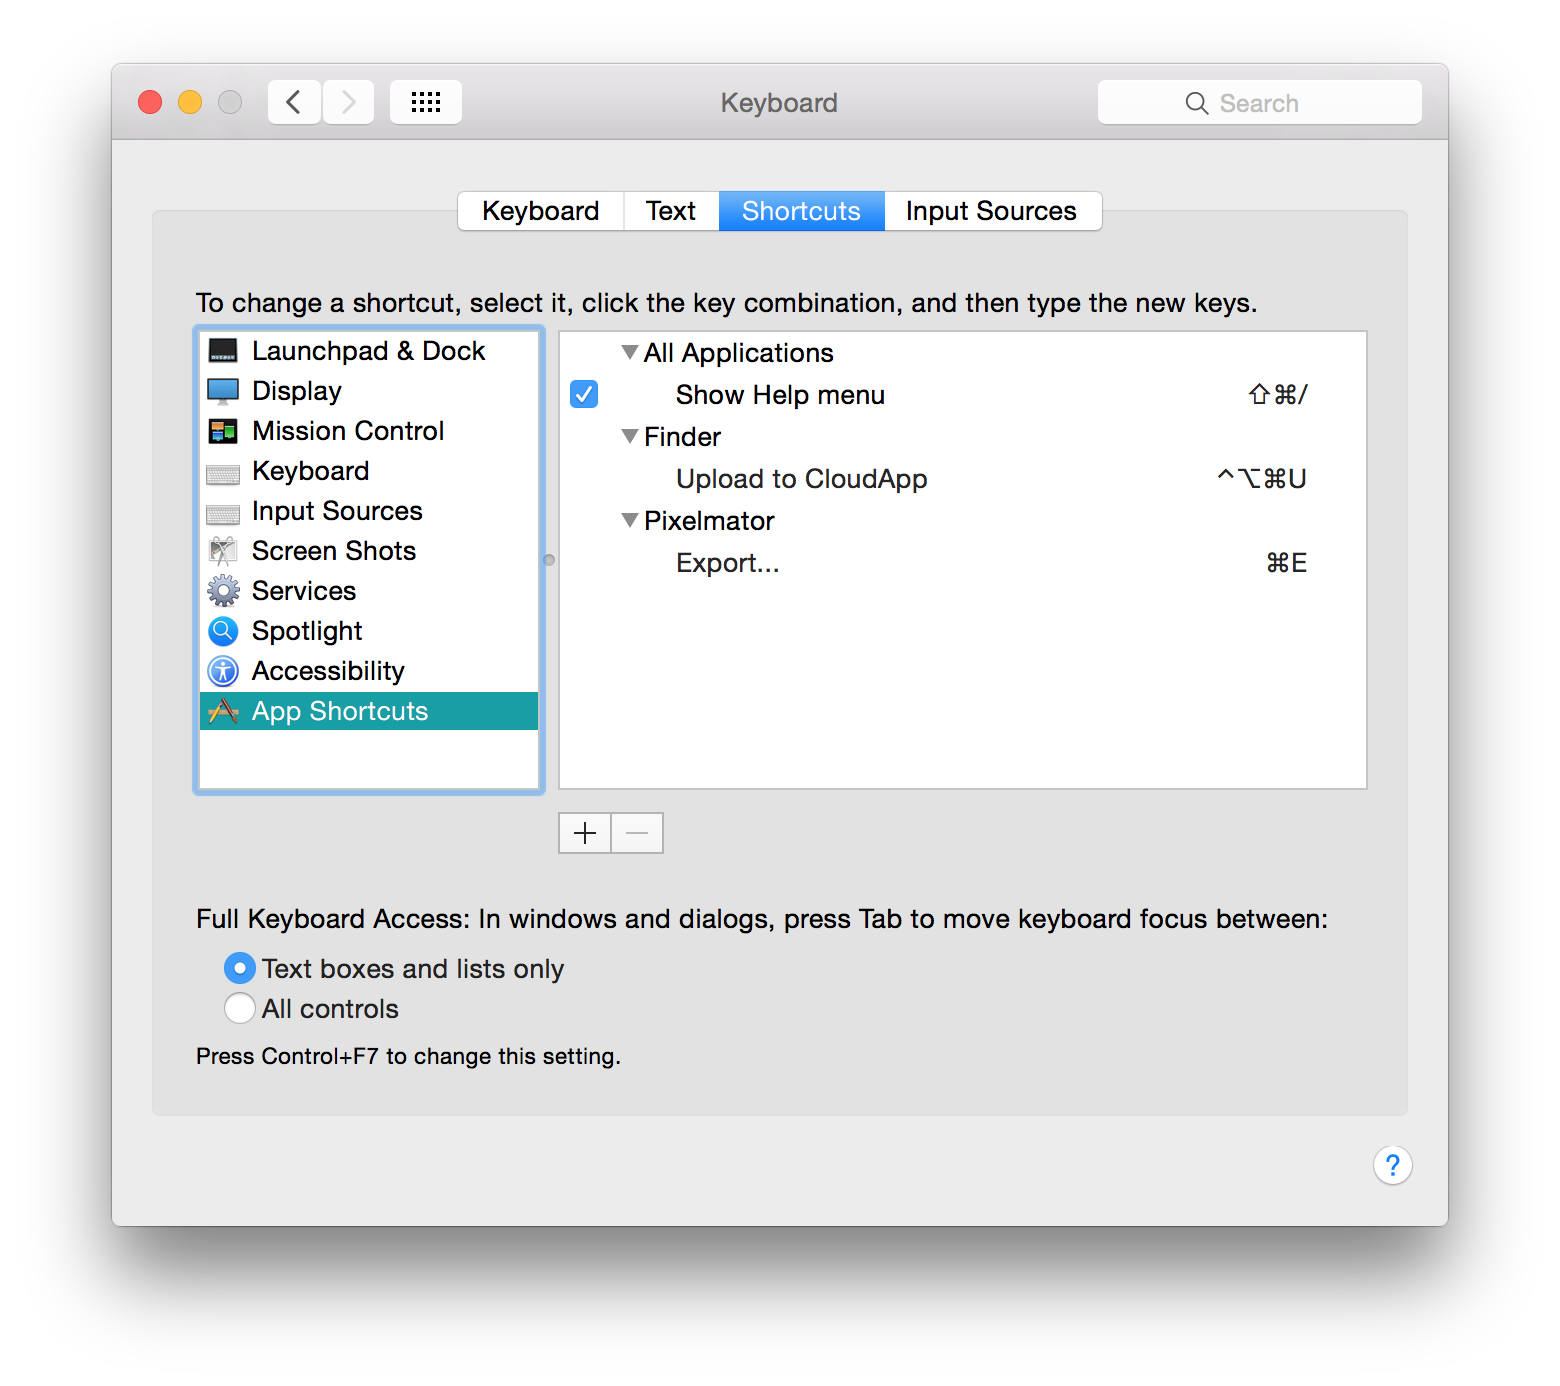 Keyboard
Search
Keyboard Text Shortcuts Input Sources
To change a shortcut, select it, click the key combination, and then type the new keys.
Launchpad & Dock
Display
Mission Control
Keyboard
Input Sources
Screen Shots
Services
Spotlight
Accessibility
App Shortcuts
All Applications
Show Help menu ⇧⌘/
Finder
Upload to CloudApp ^⌥⌘U
Pixelmator
Export... ⌘E
Full Keyboard Access: In windows and dialogs, press Tab to move keyboard focus between:
Text boxes and lists only
All controls
Press Control+F7 to change this setting.
?